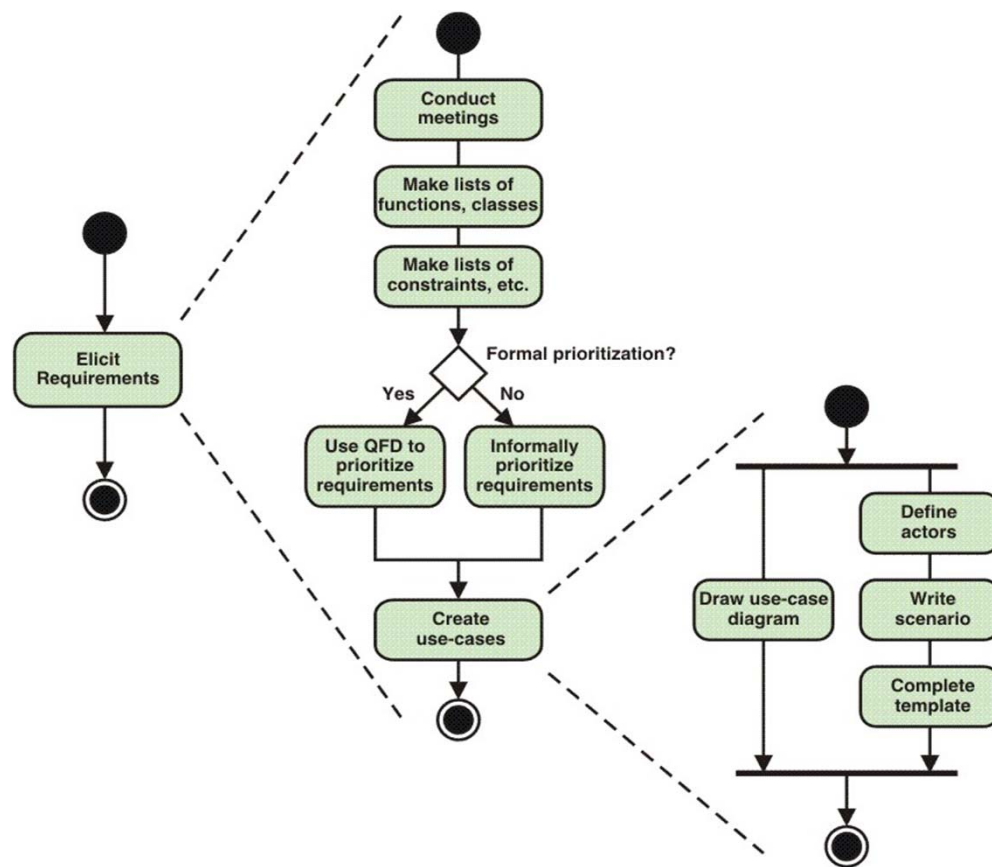 Conduct
meetings
Make lists of
functions, classes
Make lists of
constraints, etc.
Formal prioritization?
Yes
No
Use QFD to
prioritize
requirements
Informally
prioritize
requirements
Create
use-cases
Elicit
Requirements
Draw use-case
diagram
Define
actors
Write
scenario
Complete
template